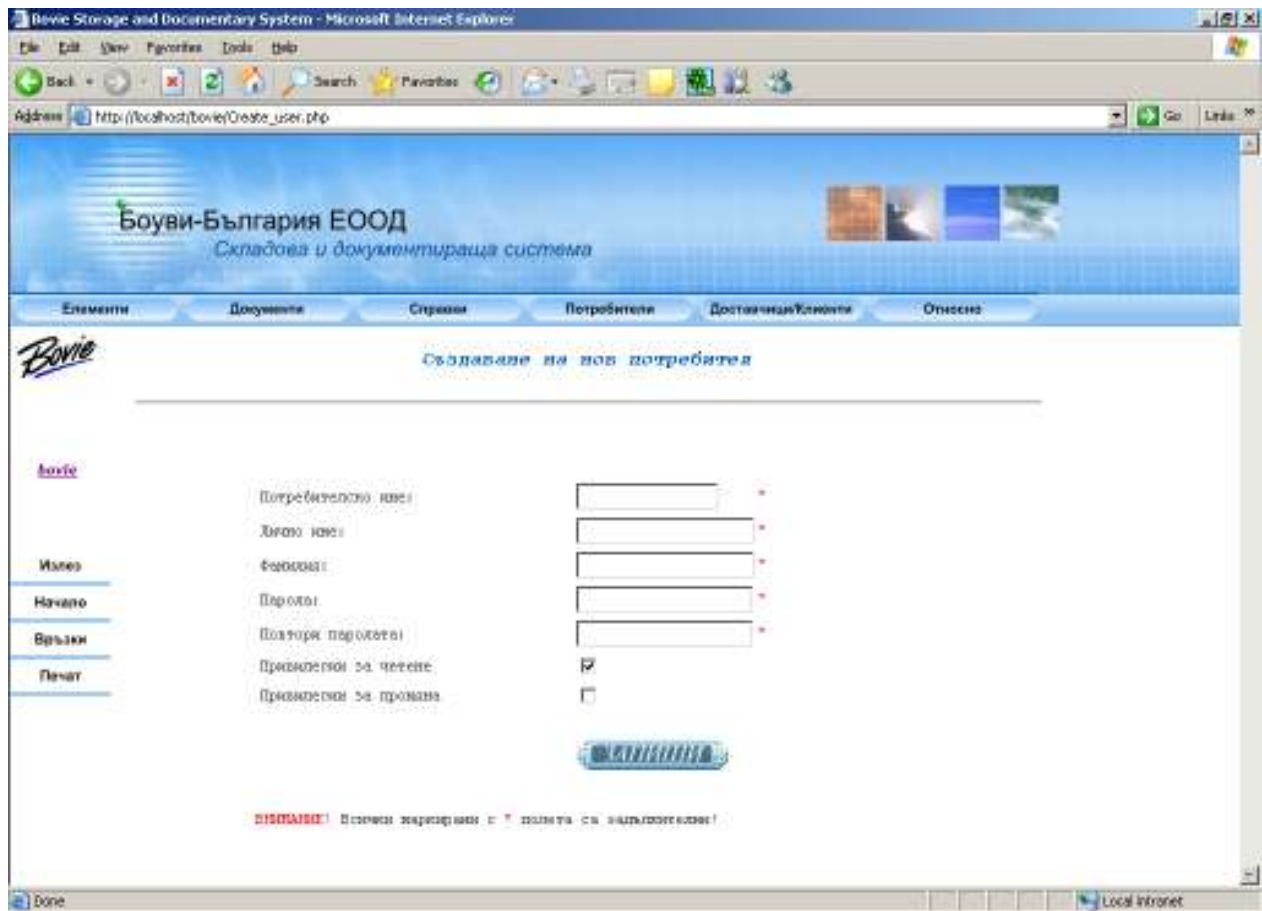 Bovie Storage and Documentary System - Microsoft Internet Explorer
File Edit View Favorites Tools Help
Back Search Favorites
Address http://localhost/bovie/Create_user.php Go Links »
Боуви-България ЕООД
Складова и документираща система
Елементи Документи Справки Потребители Доставчици/Клиенти Относно
Bovie
Създаване на нов потребител
bovie
Потребителско име: *
Лично име: *
Фамилия: *
Парола: *
Повтори паролата: *
Привилегии за четене
Привилегии за промяна
Излез
Начало
Връзки
Печат
ВНИМАНИЕ! Всички маркирани с * полета са задължителни!
Done Local intranet